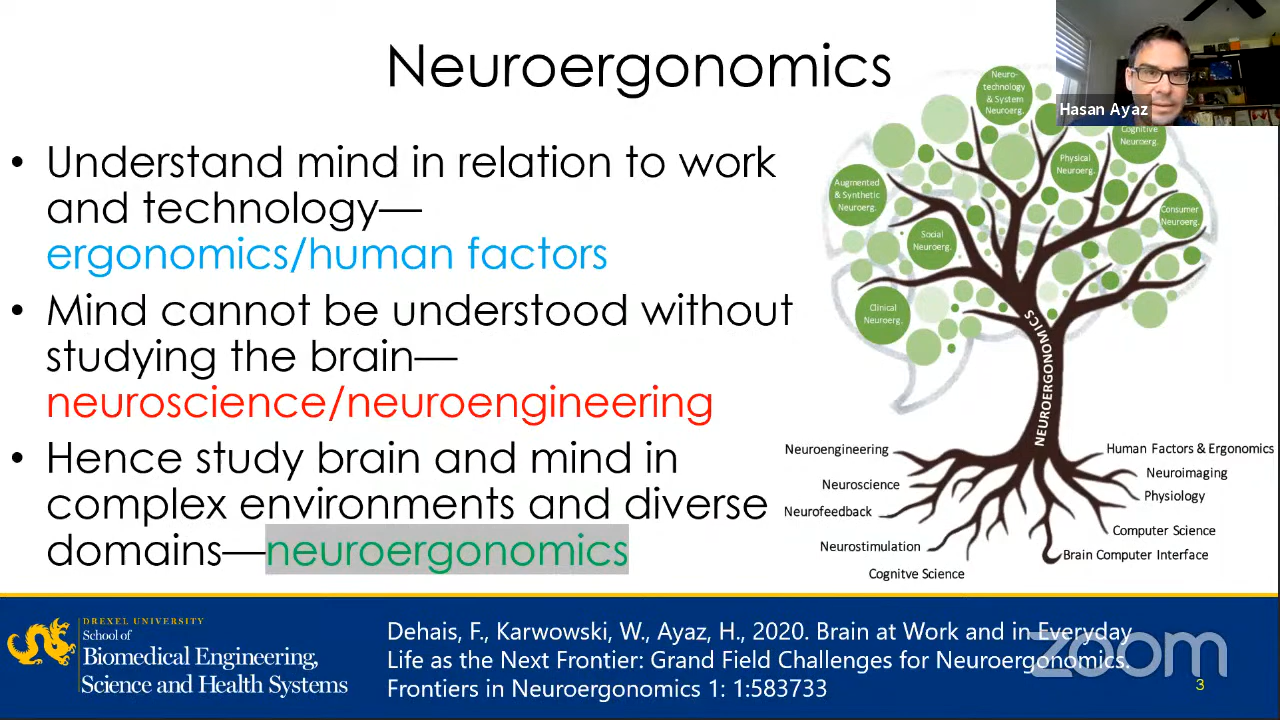 Neuroergonomics
Hasan Ayaz
• Understand mind in relation to work
and technology—
ergonomics/human factors
• Mind cannot be understood without
studying the brain—
neuroscience/neuroengineering
• Hence study brain and mind in
complex environments and diverse
domains—neuroergonomics
Neuro-
technology
& System
Neuroerg.
Cognitive
Neuroerg.
Physical
Neuroerg.
Augmented
& Synthetic
Neuroerg.
Consumer
Neuroerg.
Social
Neuroerg.
Clinical
Neuroerg.
NEUROERGONOMICS
Neuroengineering
Neuroscience
Neurofeedback
Neurostimulation
Cognitve Science
Human Factors & Ergonomics
Neuroimaging
Physiology
Computer Science
Brain Computer Interface
DREXEL UNIVERSITY
School of
Biomedical Engineering,
Science and Health Systems
Dehais, F., Karwowski, W., Ayaz, H., 2020. Brain at Work and in Everyday
Life as the Next Frontier: Grand Field Challenges for Neuroergonomics.
Frontiers in Neuroergonomics 1: 1:583733
zoom
3